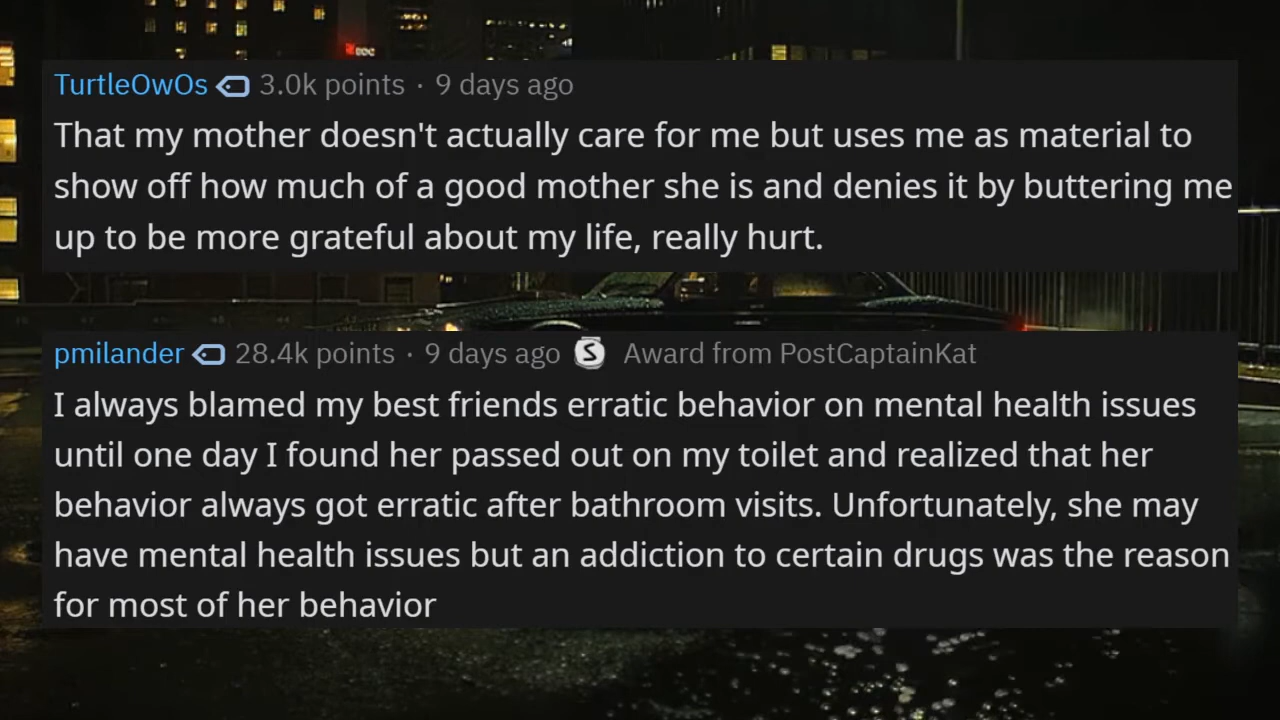 TurtleOwOs 3.0k points · 9 days ago
That my mother doesn't actually care for me but uses me as material to
show off how much of a good mother she is and denies it by buttering me
up to be more grateful about my life, really hurt.
pmilander 28.4k points · 9 days ago S Award from PostCaptainKat
I always blamed my best friends erratic behavior on mental health issues
until one day I found her passed out on my toilet and realized that her
behavior always got erratic after bathroom visits. Unfortunately, she may
have mental health issues but an addiction to certain drugs was the reason
for most of her behavior